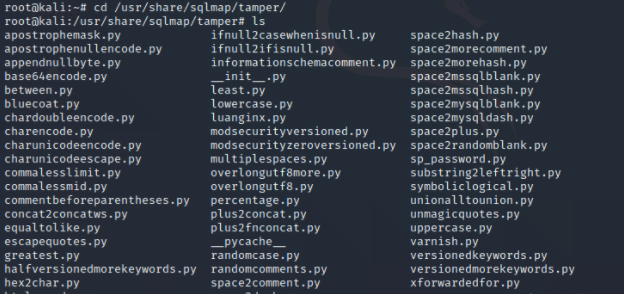 root@kali:~# cd /usr/share/sqlmap/tamper/
root@kali:/usr/share/sqlmap/tamper# ls
apostrophemask.py ifnull2casewhenisnull.py space2hash.py
apostrophenullencode.py ifnull2ifisnull.py space2morecomment.py
appendnullbyte.py informationschemacomment.py space2morehash.py
base64encode.py __init__.py space2mssqlblank.py
between.py least.py space2mssqlhash.py
bluecoat.py lowercase.py space2mysqlblank.py
chardoubleencode.py luanginx.py space2mysqldash.py
charencode.py modsecurityversioned.py space2plus.py
charunicodeencode.py modsecurityzeroversioned.py space2randomblank.py
charunicodeescape.py multiplespaces.py sp_password.py
commalesslimit.py overlongutf8more.py substring2leftright.py
commalessmid.py overlongutf8.py symboliclogical.py
commentbeforeparentheses.py percentage.py unionalltounion.py
concat2concatws.py plus2concat.py unmagicquotes.py
equaltolike.py plus2fnconcat.py uppercase.py
escapequotes.py __pycache__ varnish.py
greatest.py randomcase.py versionedkeywords.py
halfversionedmorekeywords.py randomcomments.py versionedmorekeywords.py
hex2char.py space2comment.py xforwardedfor.py